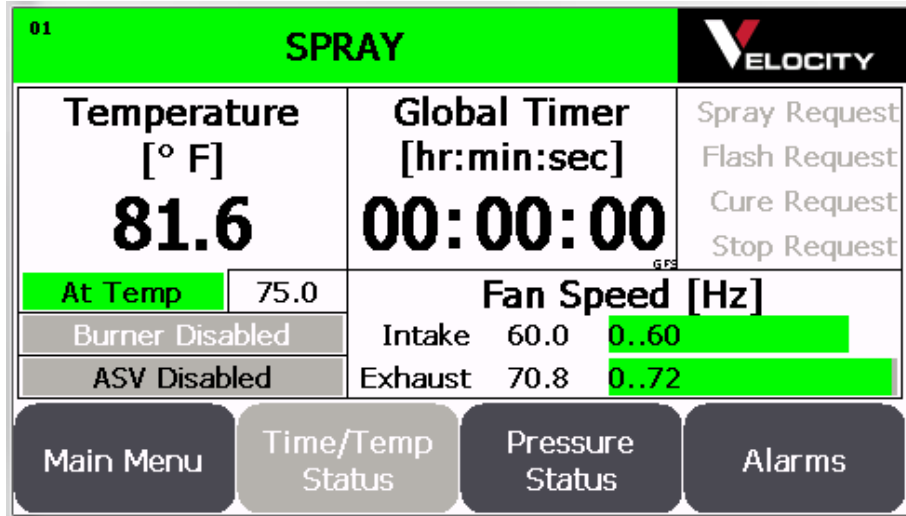 01
SPRAY
VELOCITY
Temperature
[° F]
81.6
At Temp
75.0
Burner Disabled
ASV Disabled
Global Timer
[hr:min:sec]
00:00:00
GFS
Spray Request
Flash Request
Cure Request
Stop Request
Fan Speed [Hz]
Intake 60.0 0..60
Exhaust 70.8 0..72
Main Menu
Time/Temp
Status
Pressure
Status
Alarms